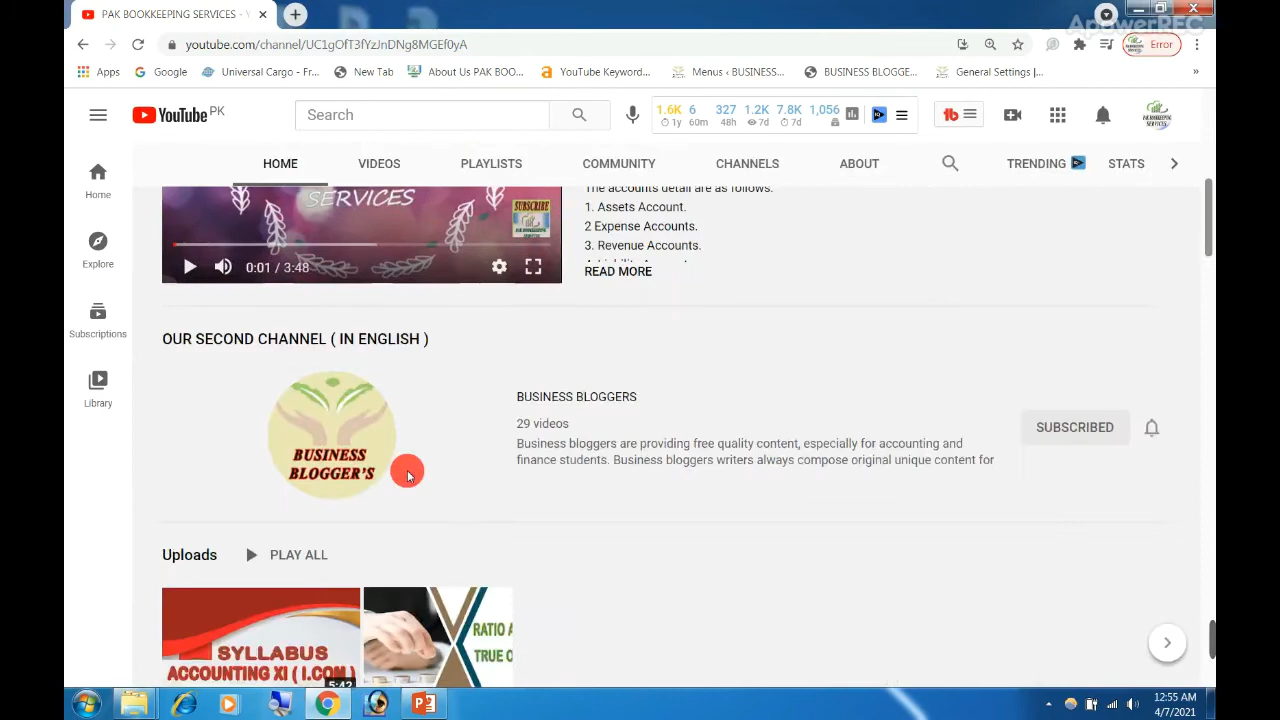 PAK BOOKKEEPING SERVICES - Y
ApowerREC
youtube.com/channel/UC1gOfT3fYzJnDNg8MGEf0yA
Error
Apps
Google
Universal Cargo - Fr...
New Tab
About Us PAK BOO...
YouTube Keyword...
Menus ‹ BUSINESS...
BUSINESS BLOGGE...
General Settings |...
»
YouTube PK
Search
1.6K 6 327 1.2K 7.8K 1,056
1y 60m 48h 7d 7d
tb
HOME
VIDEOS
PLAYLISTS
COMMUNITY
CHANNELS
ABOUT
TRENDING
STATS
Home
Explore
Subscriptions
Library
SERVICES
SUBSCRIBE
0:01 / 3:48
The accounts detail are as follows.
1. Assets Account.
2 Expense Accounts.
3. Revenue Accounts.
READ MORE
OUR SECOND CHANNEL ( IN ENGLISH )
BUSINESS
BLOGGER'S
BUSINESS BLOGGERS
29 videos
Business bloggers are providing free quality content, especially for accounting and
finance students. Business bloggers writers always compose original unique content for
SUBSCRIBED
Uploads
PLAY ALL
SYLLABUS
ACCOUNTING XI ( I.COM )
5:42
RATIO A
TRUE O
12:55 AM
4/7/2021